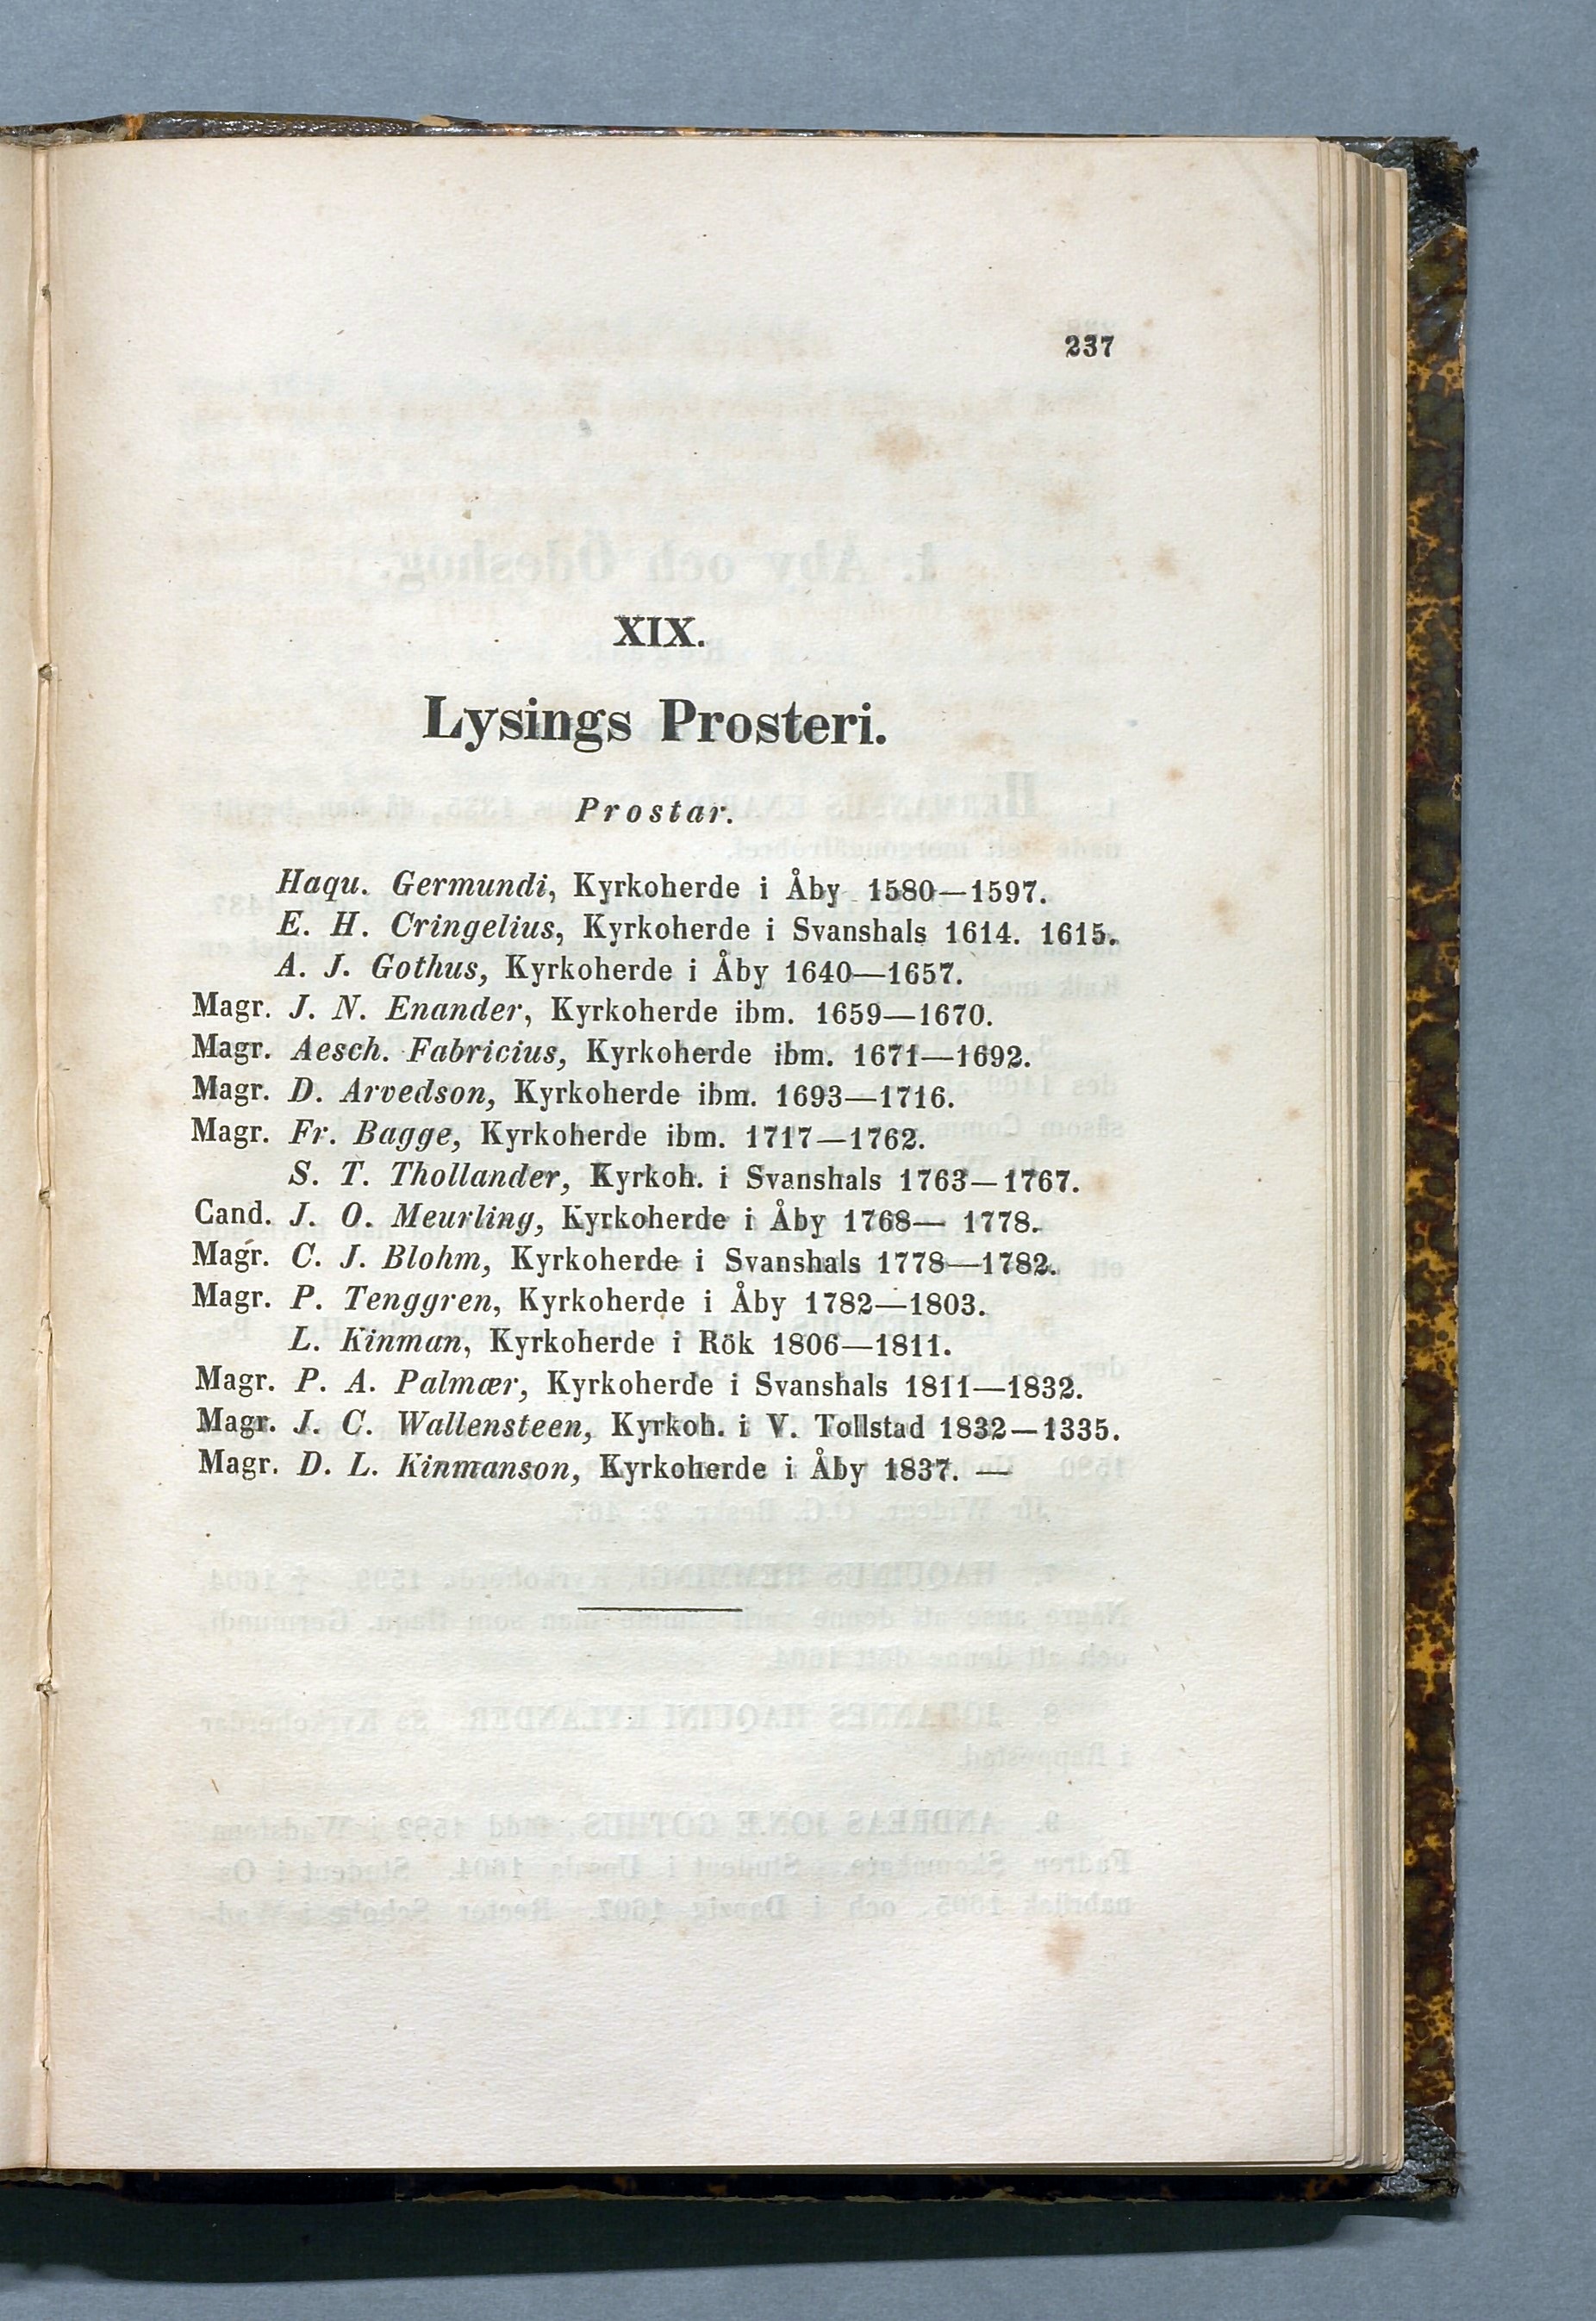 237
XIX.
Lysings Prosteri.
Prostar.
Haqu. Germundi, Kyrkoherde i Åby 1580—1597.
E. H. Cringelius, Kyrkoherde i Svanshals 1614. 1615.
A. J. Gothus, Kyrkoherde i Åby 1640—1657.
Magr. J. N. Enander, Kyrkoherde ibm. 1659—1670.
Magr. Aesch. Fabricius, Kyrkoherde ibm. 1671—1692.
Magr. D. Arvedson, Kyrkoherde ibm. 1693—1716.
Magr. Fr. Bagge, Kyrkoherde ibm. 1717—1762.
S. T. Thollander, Kyrkoh. i Svanshals 1763—1767.
Cand. J. O. Meurling, Kyrkoherde i Åby 1768— 1778.
Magr. C. J. Blohm, Kyrkoherde i Svanshals 1778—1782.
Magr. P. Tenggren, Kyrkoherde i Åby 1782—1803.
L. Kinman, Kyrkoherde i Rök 1806—1811.
Magr. P. A. Palmær, Kyrkoherde i Svanshals 1811—1832.
Magr. J. C. Wallensteen, Kyrkoh. i V. Tollstad 1832—1335.
Magr. D. L. Kinmanson, Kyrkoherde i Åby 1837. —